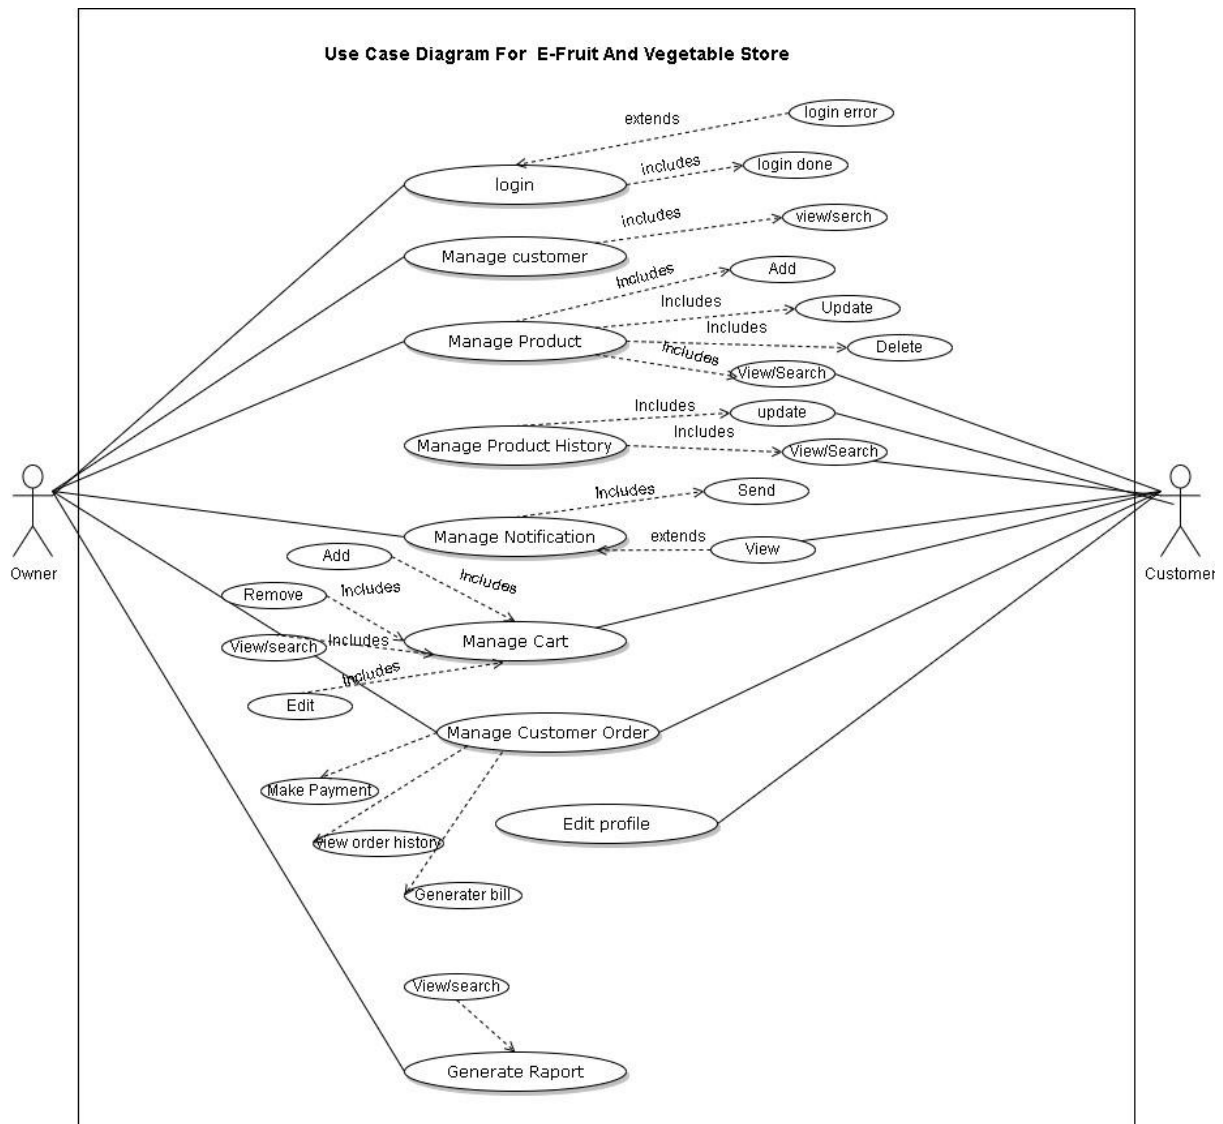 Use Case Diagram For E-Fruit And Vegetable Store
login error
extends
login done
includes
login
view/serch
includes
Manage customer
Add
Includes
Update
Includes
Includes
Delete
Manage Product
Includes
View/Search
Includes
update
Includes
Manage Product History
View/Search
Includes
Send
Manage Notification
extends
View
Owner
Customer
Add
Includes
Remove
Includes
Manage Cart
View/search
Includes
Includes
Edit
Manage Customer Order
Make Payment
Edit profile
View order history
Generater bill
View/search
Generate Raport